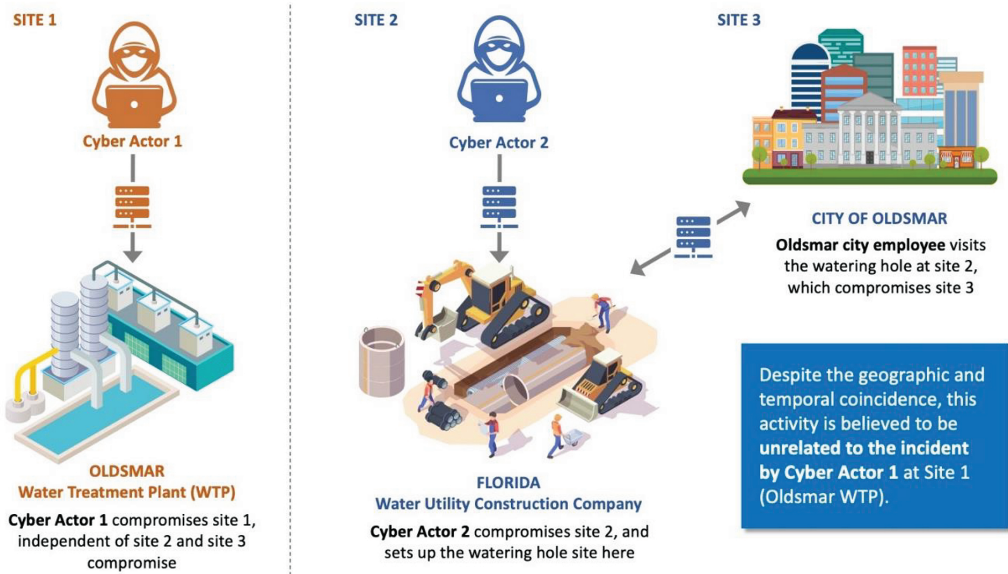 SITE 1
Cyber Actor 1
OLDSMAR
Water Treatment Plant (WTP)
Cyber Actor 1 compromises site 1,
independent of site 2 and site 3
compromise
SITE 2
Cyber Actor 2
FLORIDA
Water Utility Construction Company
Cyber Actor 2 compromises site 2, and
sets up the watering hole site here
SITE 3
CITY OF OLDSMAR
Oldsmar city employee visits
the watering hole at site 2,
which compromises site 3
Despite the geographic and
temporal coincidence, this
activity is believed to be
unrelated to the incident
by Cyber Actor 1 at Site 1
(Oldsmar WTP).